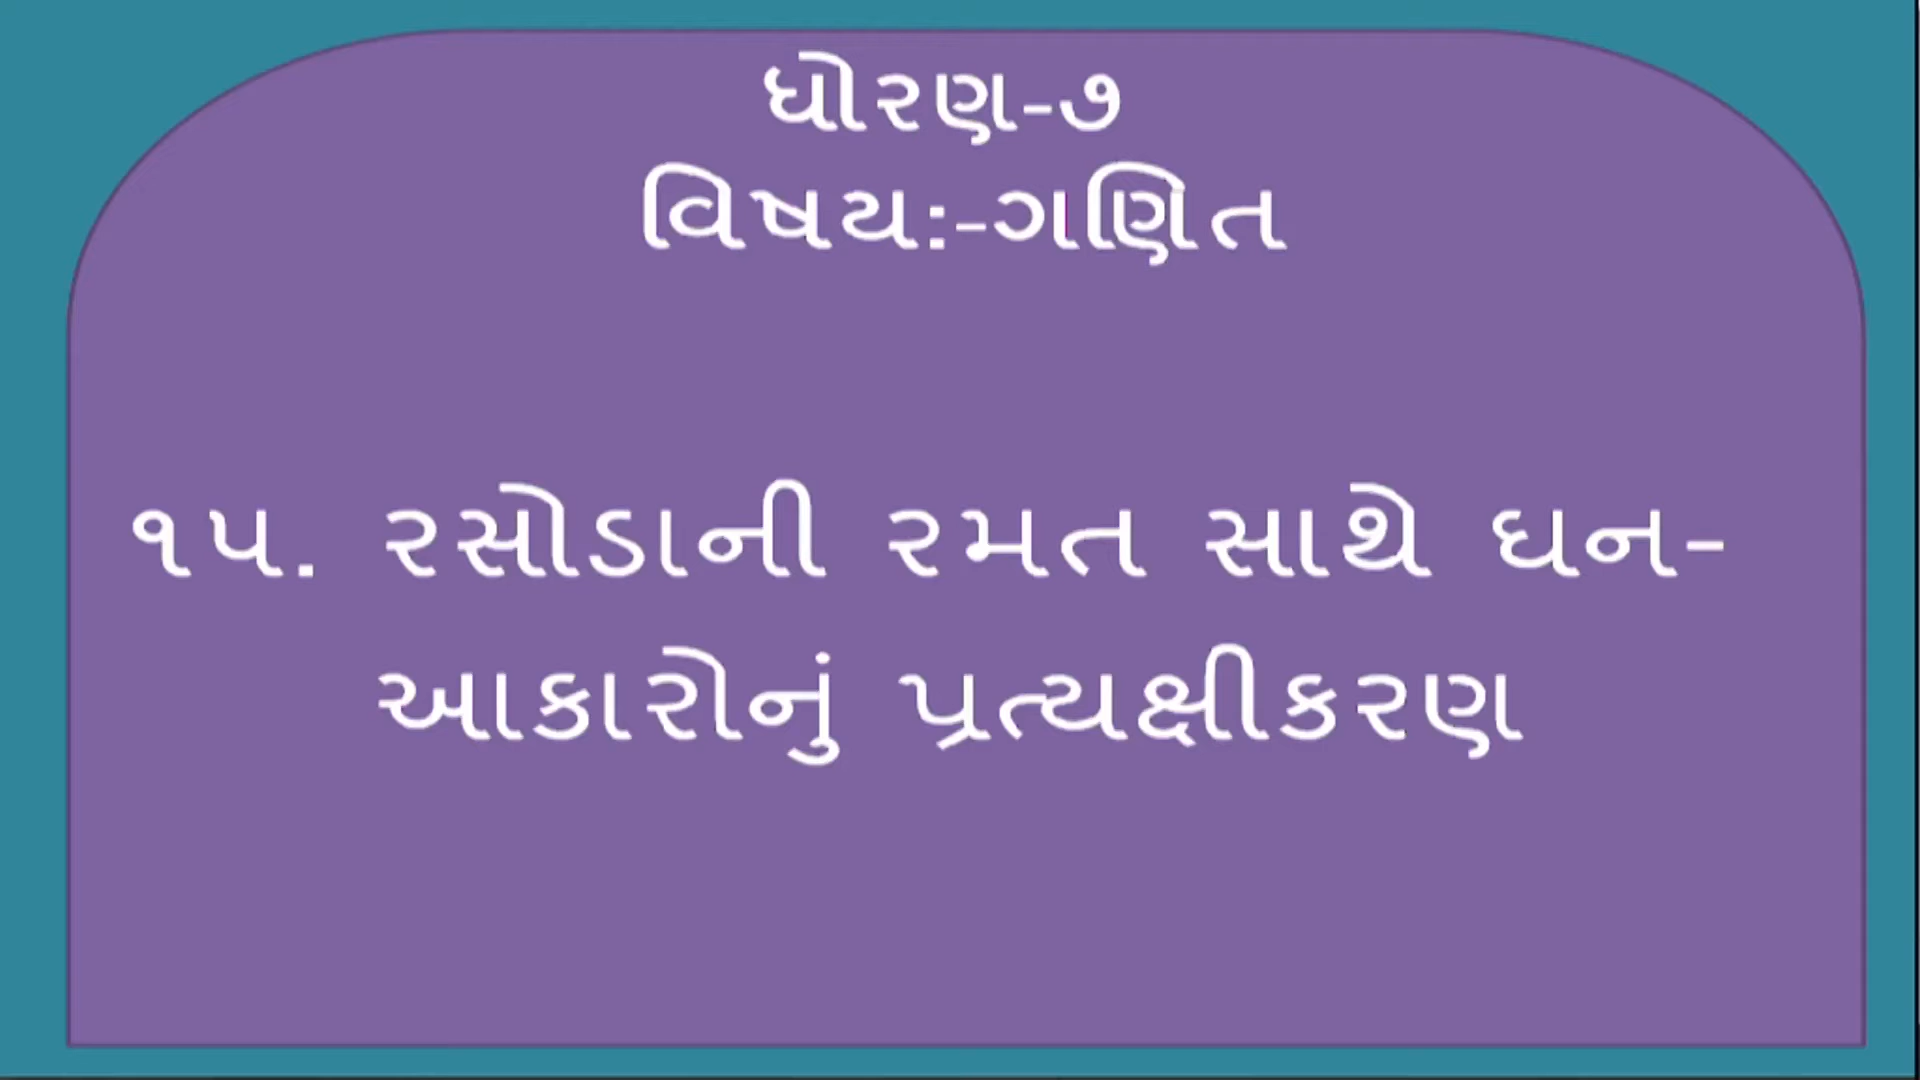 ધોરણ-૭
વિષય:-ગણિત
૧૫. રસોડાની રમત સાથે ઘન-
આકારોનું પ્રત્યક્ષીકરણ